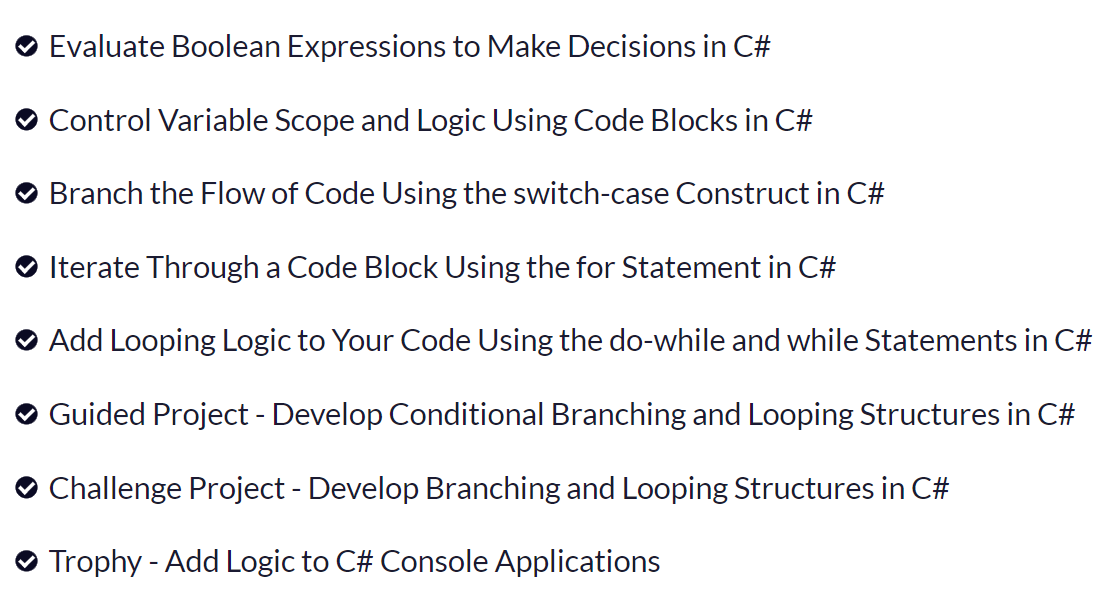 Evaluate Boolean Expressions to Make Decisions in C#
Control Variable Scope and Logic Using Code Blocks in C#
Branch the Flow of Code Using the switch-case Construct in C#
Iterate Through a Code Block Using the for Statement in C#
Add Looping Logic to Your Code Using the do-while and while Statements in C#
Guided Project - Develop Conditional Branching and Looping Structures in C#
Challenge Project - Develop Branching and Looping Structures in C#
Trophy - Add Logic to C# Console Applications